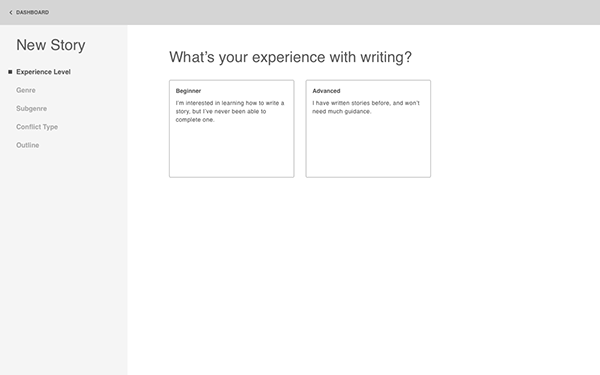 DASHBOARD
New Story
Experience Level
Genre
Subgenre
Conflict Type
Outline
What's your experience with writing?
Beginner
I'm interested in learning how to write a
story, but I've never been able to
complete one.
Advanced
I have written stories before, and won't
need much guidance.